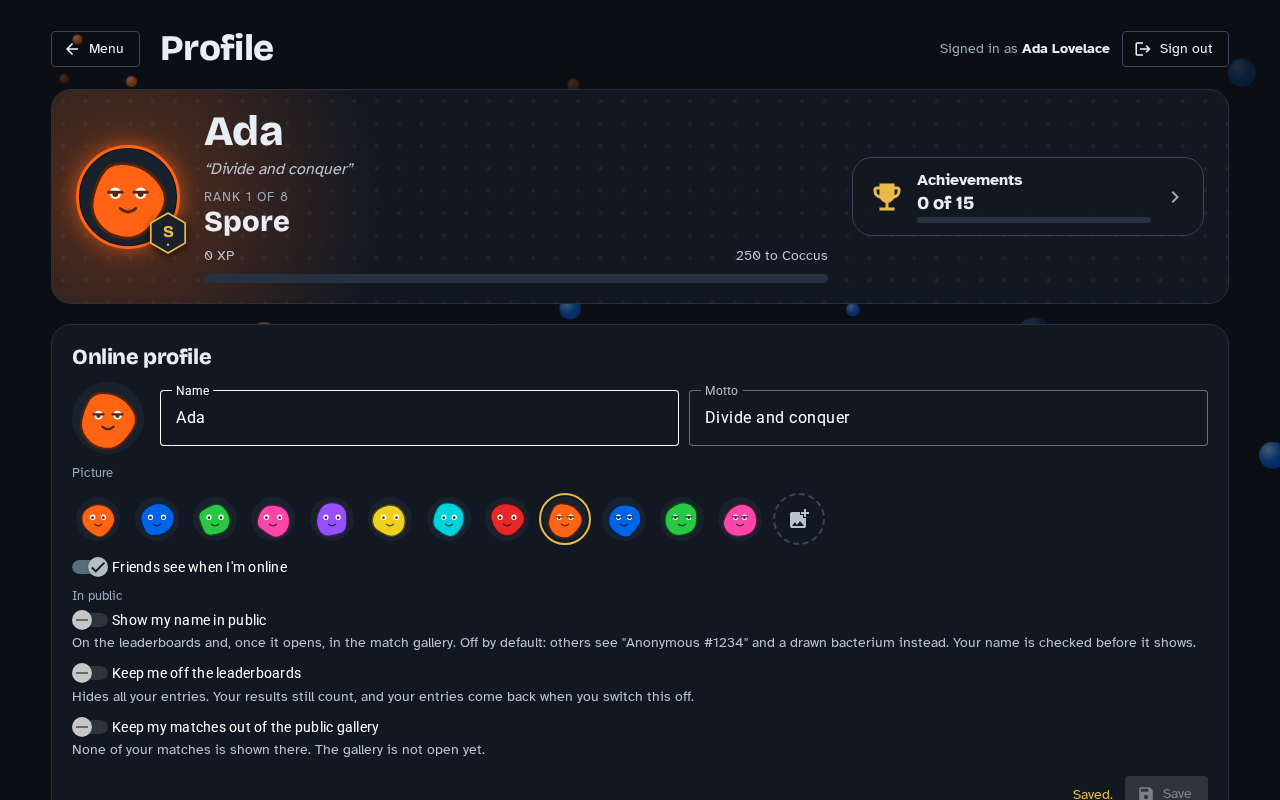 Menu
Profile
Signed in as Ada Lovelace
Sign out
Ada
“Divide and conquer”
RANK 1 OF 8
Spore
0 XP
250 to Coccus
S
Achievements
0 of 15
Online profile
Name
Ada
Motto
Divide and conquer
Picture
Friends see when I'm online
In public
Show my name in public
On the leaderboards and, once it opens, in the match gallery. Off by default: others see "Anonymous #1234" and a drawn bacterium instead. Your name is checked before it shows.
Keep me off the leaderboards
Hides all your entries. Your results still count, and your entries come back when you switch this off.
Keep my matches out of the public gallery
None of your matches is shown there. The gallery is not open yet.
Saved.
Save